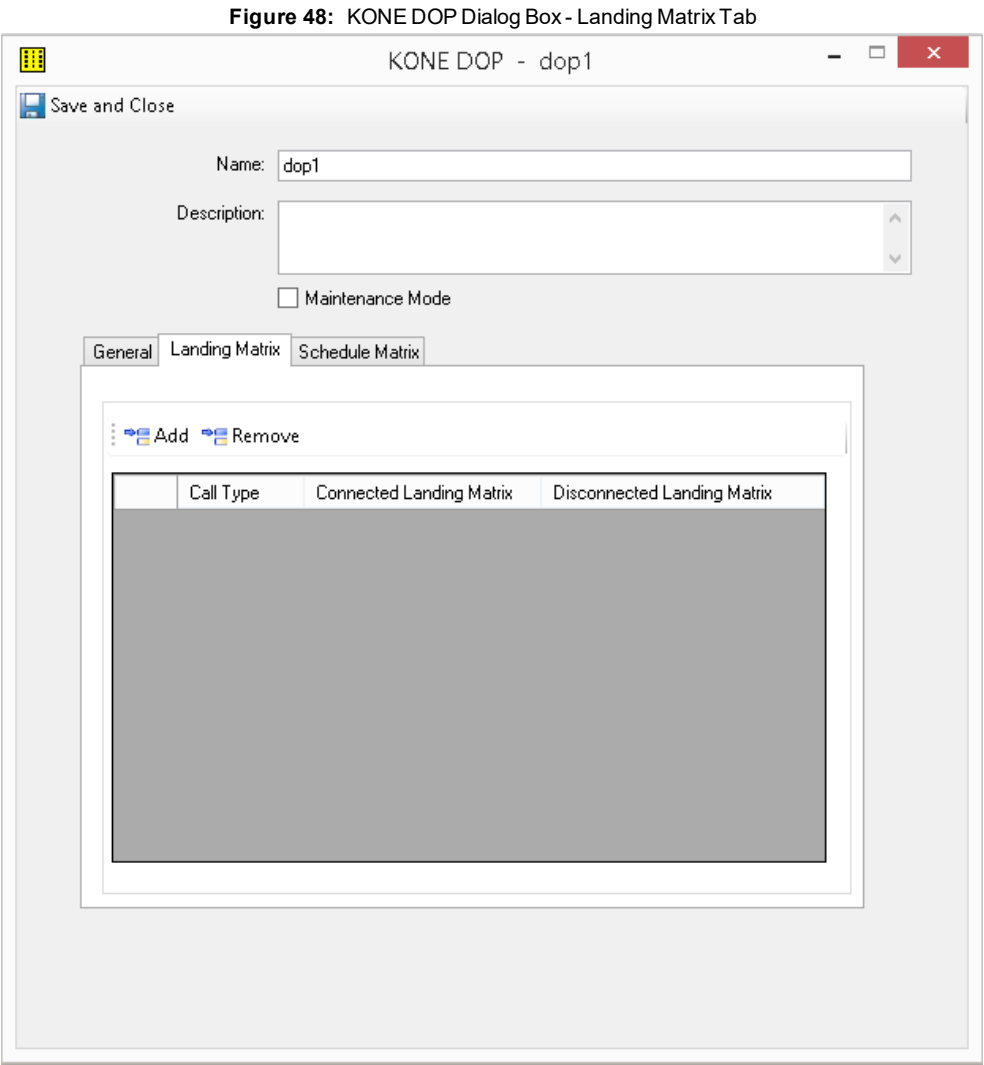 Figure 48: KONE DOP Dialog Box - Landing Matrix Tab
KONE DOP - dop1
Save and Close
Name: dop1
Description:
Maintenance Mode
General Landing Matrix Schedule Matrix
Add Remove
Call Type Connected Landing Matrix Disconnected Landing Matrix